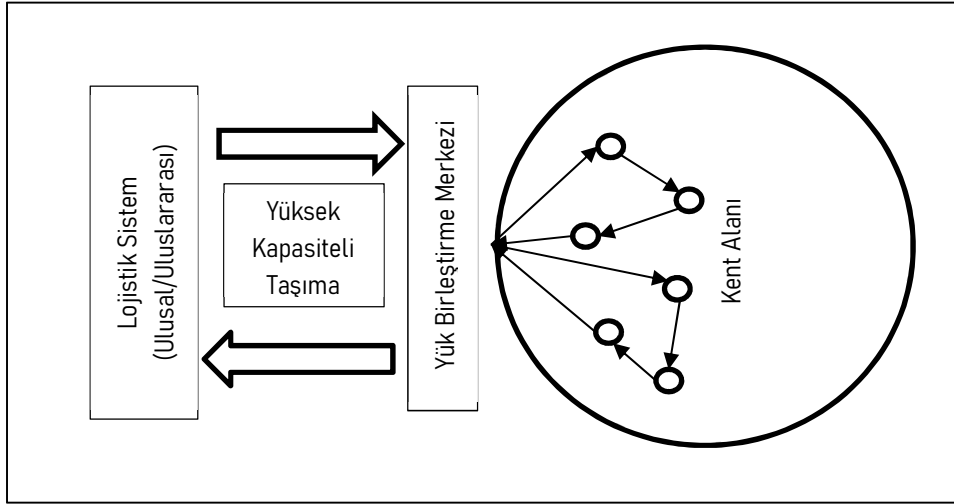 Lojistik Sistem
(Ulusal/Uluslararası)
Yüksek
Kapasiteli
Taşıma
Yük Birleştirme Merkezi
Kent Alanı